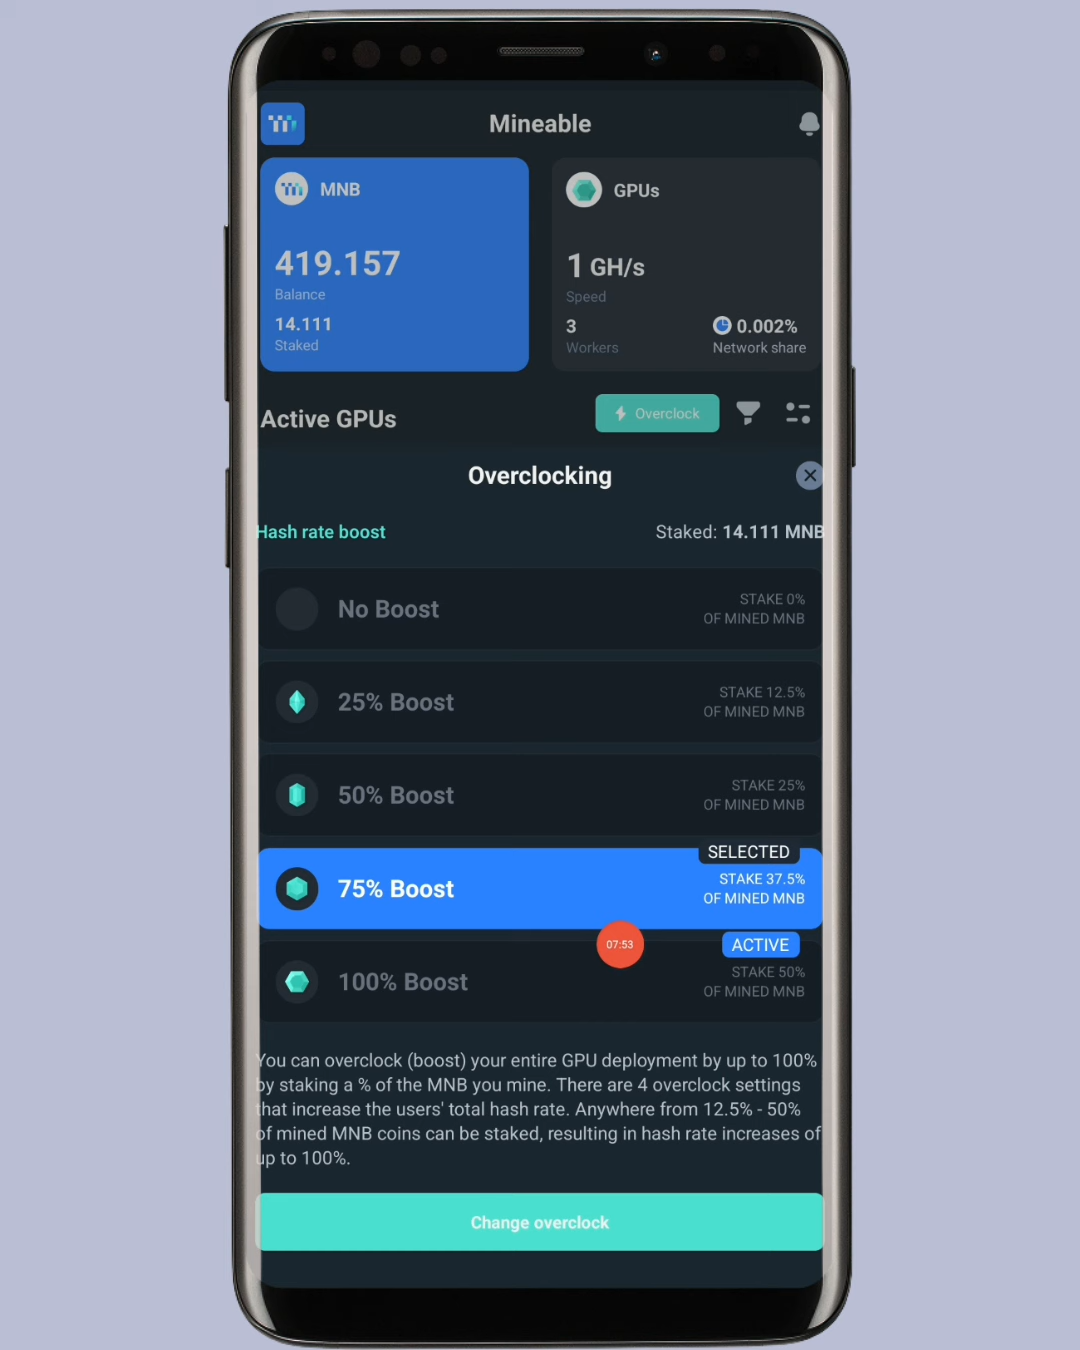 Mineable
MNB
419.157
Balance
14.111
Staked
GPUs
1 GH/s
Speed
3
Workers
0.002%
Network share
Active GPUs
Overclock
Overclocking
Hash rate boost
Staked: 14.111 MNB
No Boost
STAKE 0%
OF MINED MNB
25% Boost
STAKE 12.5%
OF MINED MNB
50% Boost
STAKE 25%
OF MINED MNB
SELECTED
75% Boost
STAKE 37.5%
OF MINED MNB
07:53
ACTIVE
100% Boost
STAKE 50%
OF MINED MNB
You can overclock (boost) your entire GPU deployment by up to 100%
by staking a % of the MNB you mine. There are 4 overclock settings
that increase the users' total hash rate. Anywhere from 12.5% - 50%
of mined MNB coins can be staked, resulting in hash rate increases of
up to 100%.
Change overclock